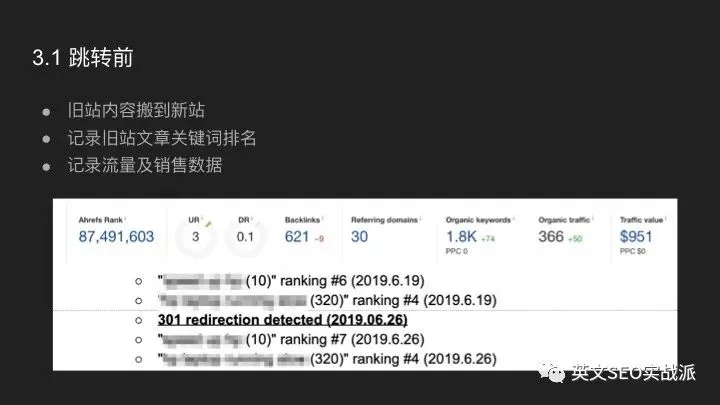 3.1 跳转前
● 旧站内容搬到新站
● 记录旧站文章关键词排名
● 记录流量及销售数据
Ahrefs Rank UR DR Backlinks Referring domains Organic keywords Organic traffic Traffic value
87,491,603 3 0.1 621 -9 30 1.8K +74 366 +50 $951
PPC 0 PPC $0
○ " (10)" ranking #6 (2019.6.19)
○ " (320)" ranking #4 (2019.6.19)
○ 301 redirection detected (2019.06.26)
○ " (10)" ranking #7 (2019.6.26)
○ " (320)" ranking #4 (2019.6.26)
英文SEO实战派